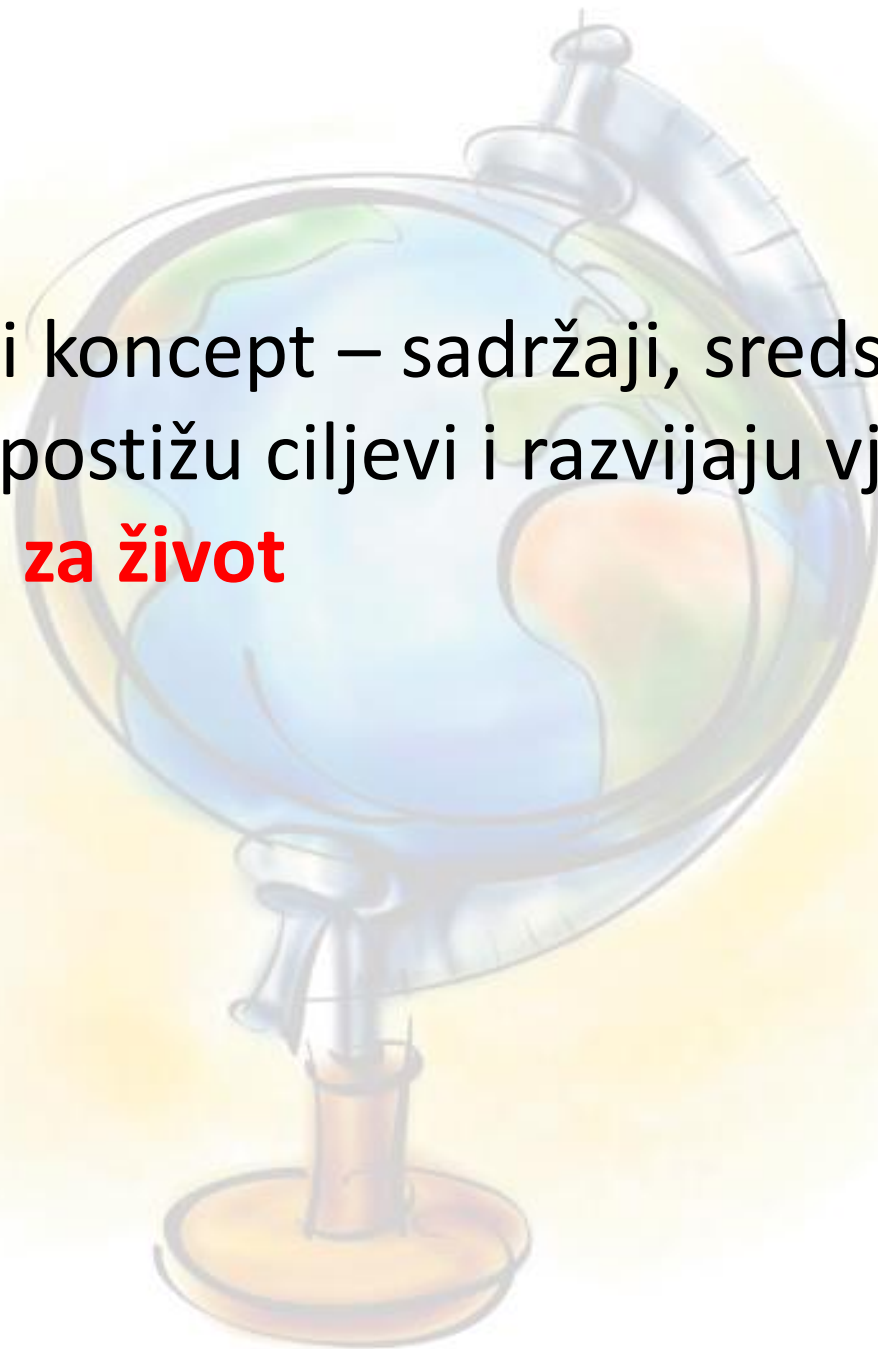 i koncept – sadržaji, sreds
postižu ciljevi i razvijaju vj
za život